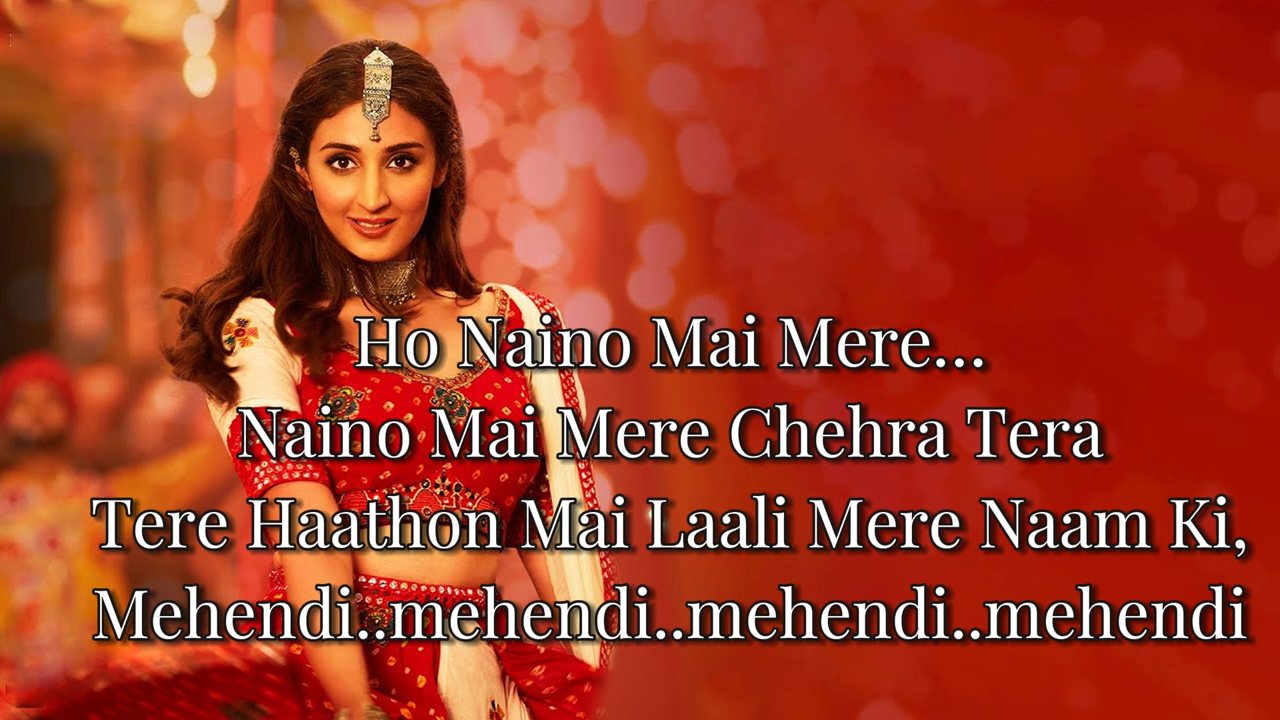 Ho Naino Mai Mere...
Naino Mai Mere Chehra Tera
Tere Haathon Mai Laali Mere Naam Ki,
Mehendi..mehendi..mehendi..mehendi